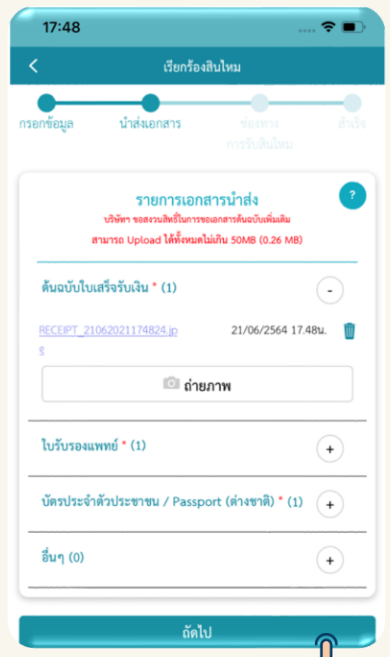 17:48
เรียกร้องสินไหม
กรอกข้อมูล
นำส่งเอกสาร
ช่องทาง
การรับสินไหม
สำเร็จ
รายการเอกสารนำส่ง
?
บริษัทฯ ขอสงวนสิทธิ์ในการขอเอกสารต้นฉบับเพิ่มเติม
สามารถ Upload ได้ทั้งหมดไม่เกิน 50MB (0.26 MB)
ต้นฉบับใบเสร็จรับเงิน * (1)
-
RECEIPT_21062021174824.jp
g
21/06/2564 17.48น.
ถ่ายภาพ
ใบรับรองแพทย์ * (1)
+
บัตรประจำตัวประชาชน / Passport (ต่างชาติ) * (1)
+
อื่นๆ (0)
+
ถัดไป